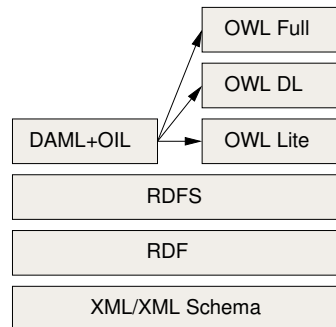 OWL Full
OWL DL
DAML+OIL
OWL Lite
RDFS
RDF
XML/XML Schema